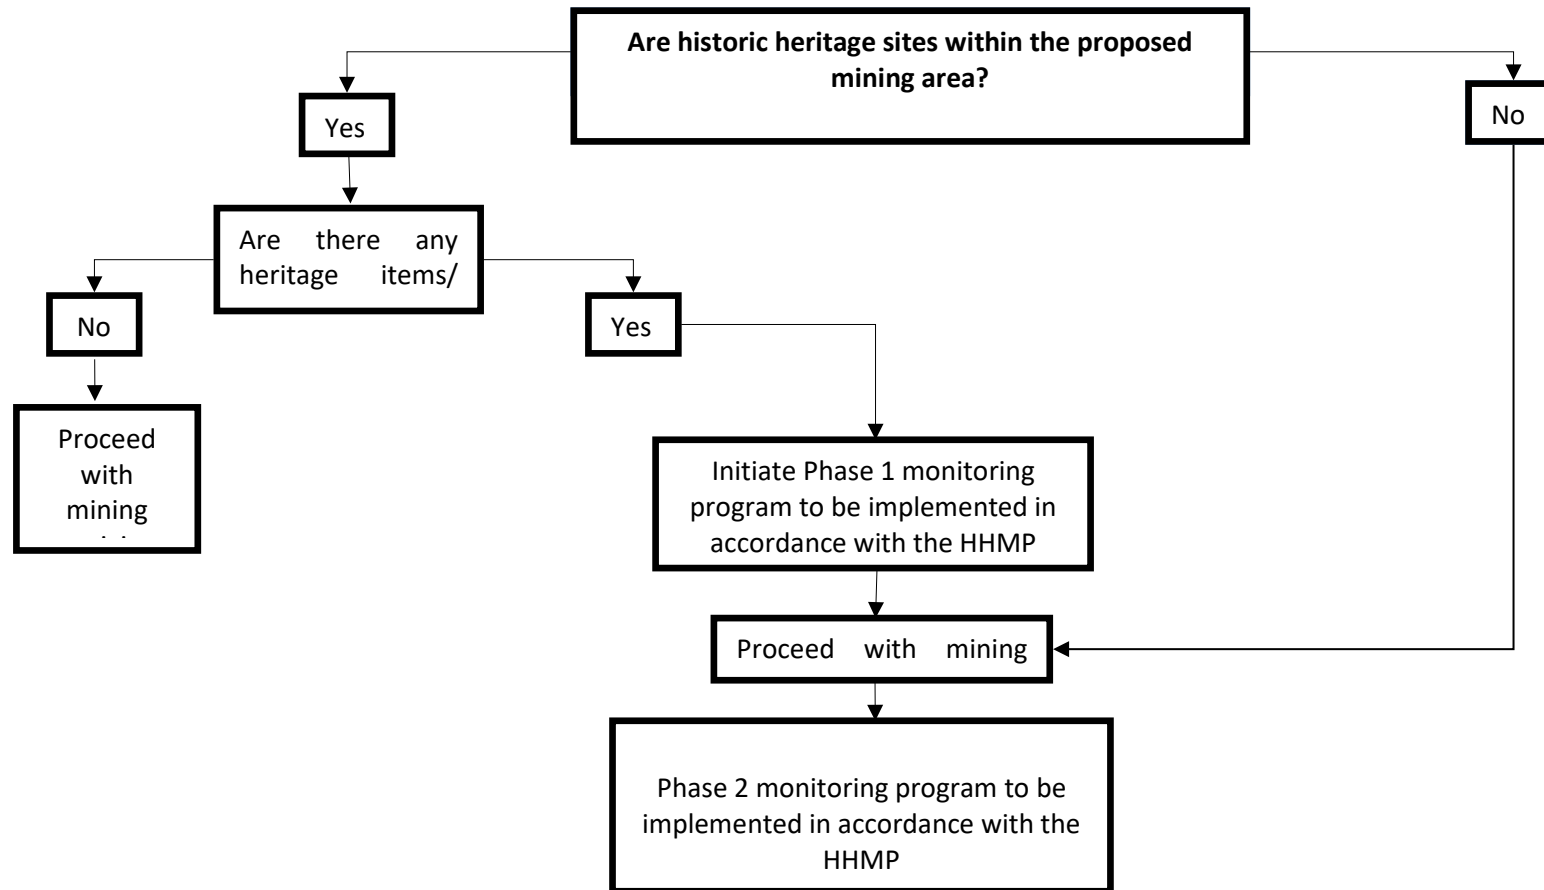 Are historic heritage sites within the proposed
mining area?
Yes
No
Are there any
heritage items/
No
Yes
Proceed
with
mining
Initiate Phase 1 monitoring
program to be implemented in
accordance with the HHMP
Proceed with mining
Phase 2 monitoring program to be
implemented in accordance with the
HHMP